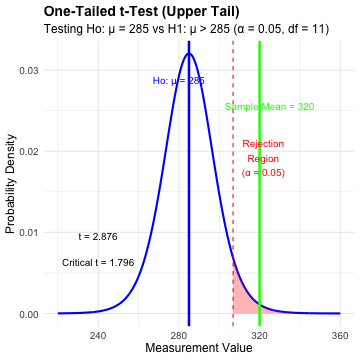 One-Tailed t-Test (Upper Tail)
Testing Ho: μ = 285 vs H1: μ > 285 (α = 0.05, df = 11)
Ho: μ = 285
Sample Mean = 320
Rejection
Region
(α = 0.05)
t = 2.876
Critical t = 1.796
Probability Density
0.03
0.02
0.01
0.00
240
280
320
360
Measurement Value